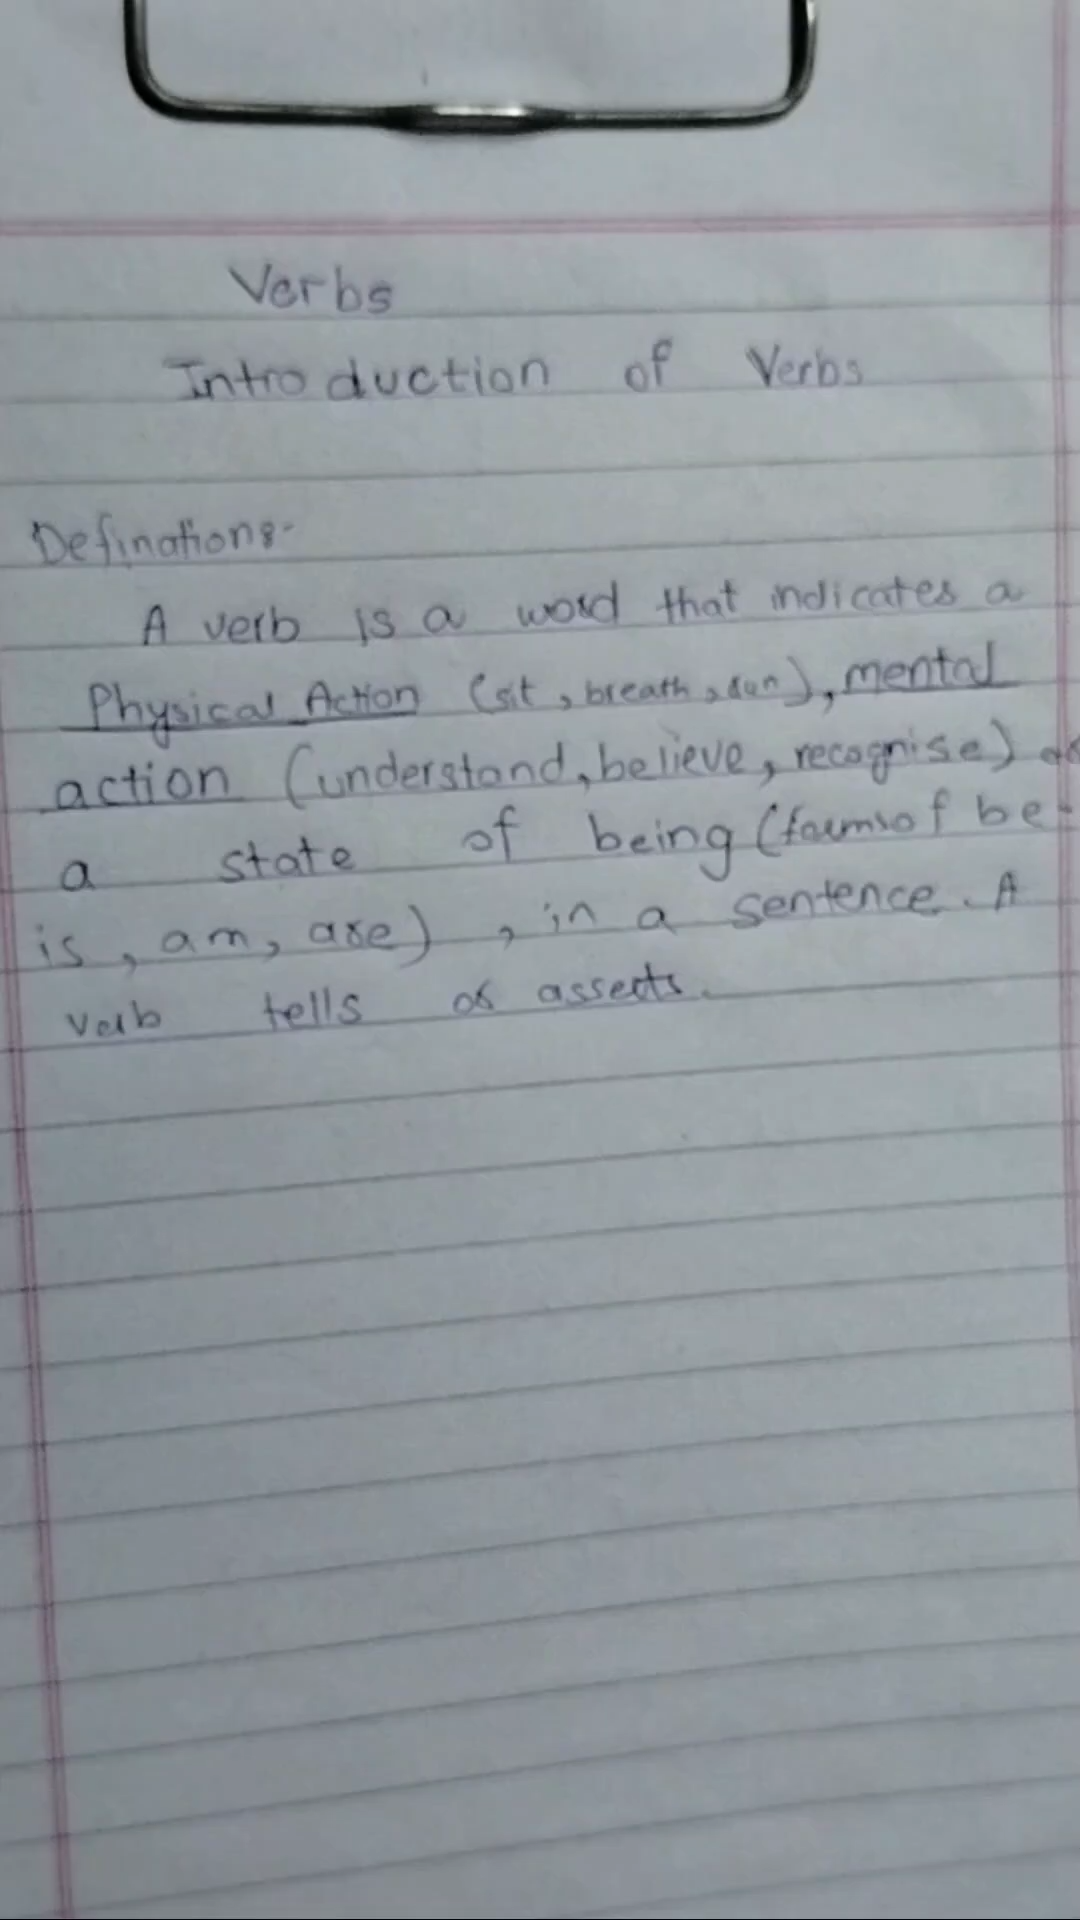 Verbs
Introduction of Verbs
Definations:-
A verb is a word that indicates a
Physical Action (sit, breath, run), mental
action (understand, believe, recognise) or
a state of being (forms of be-
is, am, are) , in a sentence. A
verb tells or asserts.